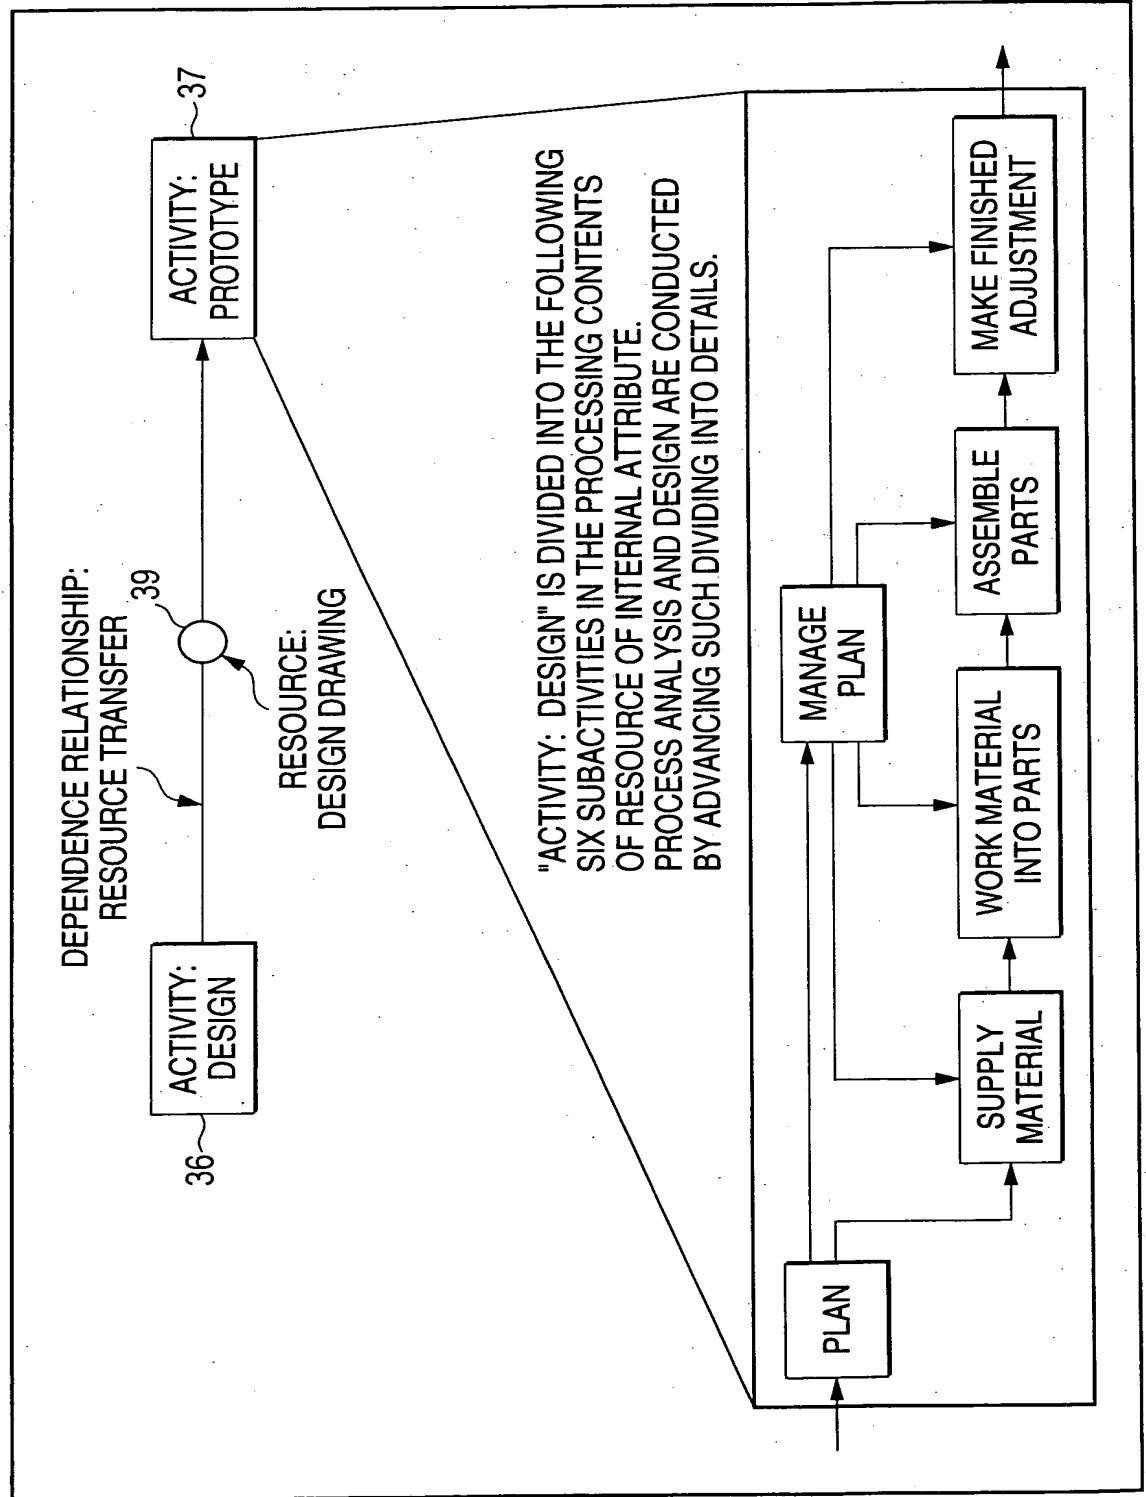 DEPENDENCE RELATIONSHIP:
RESOURCE TRANSFER
39
37
ACTIVITY:
DESIGN
36
ACTIVITY:
PROTOTYPE
RESOURCE:
DESIGN DRAWING
"ACTIVITY: DESIGN" IS DIVIDED INTO THE FOLLOWING
SIX SUBACTIVITIES IN THE PROCESSING CONTENTS
OF RESOURCE OF INTERNAL ATTRIBUTE.
PROCESS ANALYSIS AND DESIGN ARE CONDUCTED
BY ADVANCING SUCH DIVIDING INTO DETAILS.
PLAN
MANAGE
PLAN
SUPPLY
MATERIAL
WORK MATERIAL
INTO PARTS
ASSEMBLE
PARTS
MAKE FINISHED
ADJUSTMENT